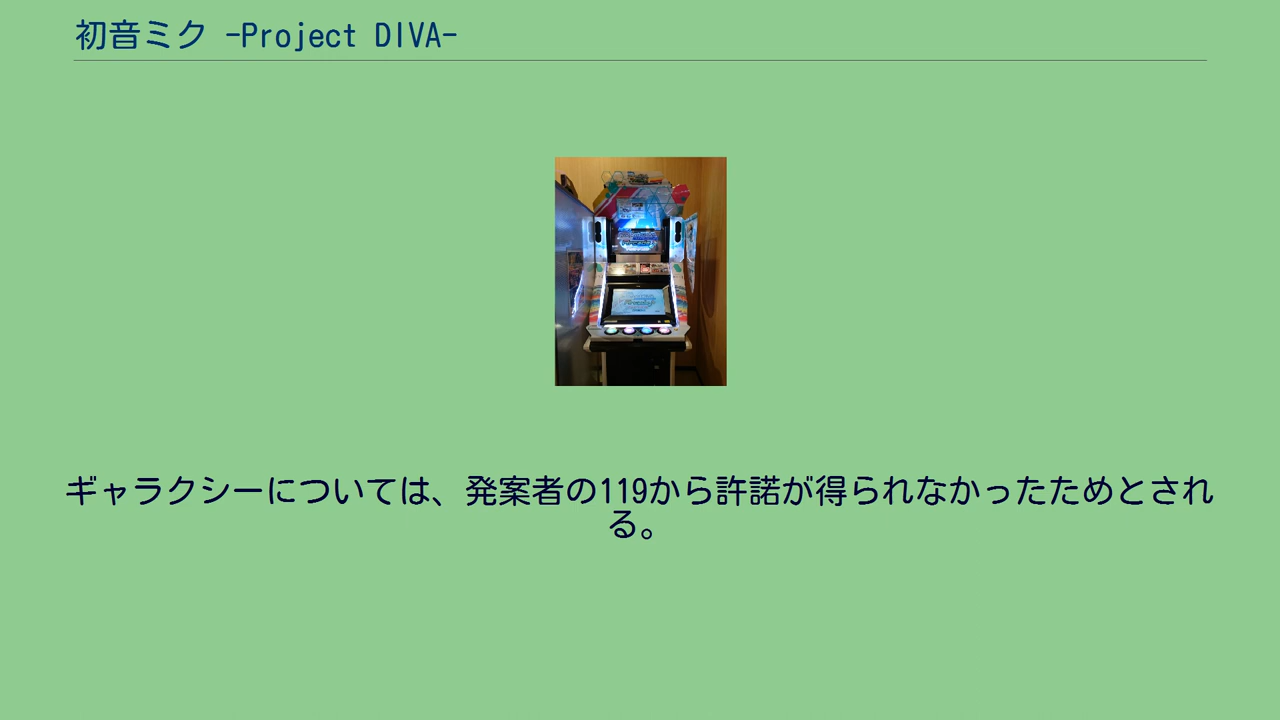 初音ミク -Project DIVA-
ギャラクシーについては、発案者の119から許諾が得られなかったためとされ
る。